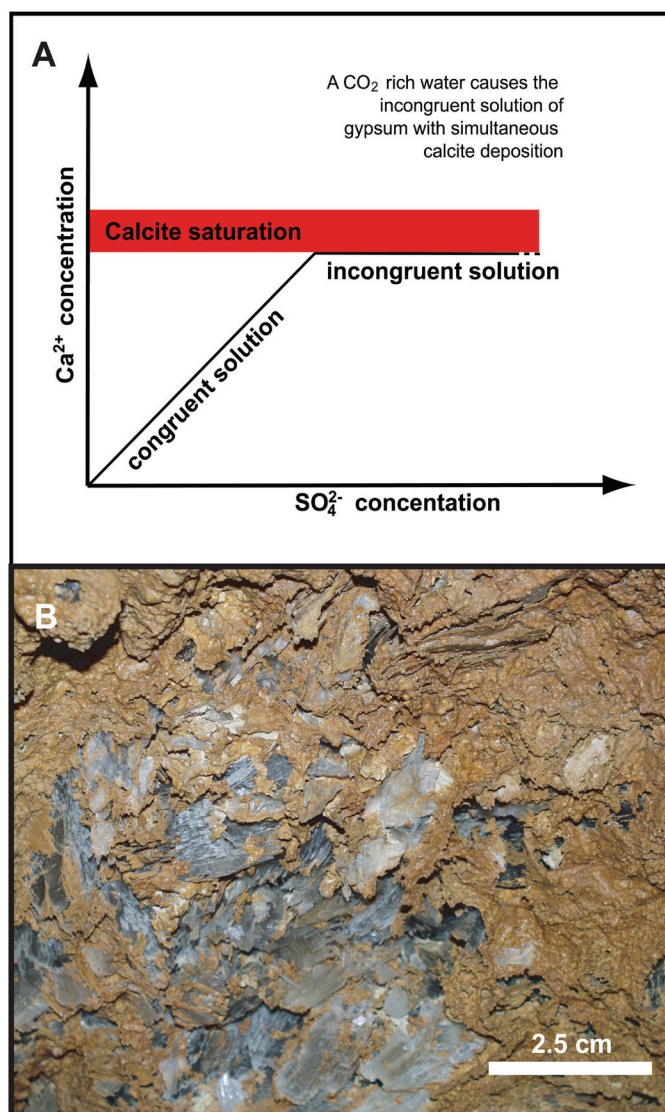 A
A CO₂ rich water causes the
incongruent solution of
gypsum with simultaneous
calcite deposition
Ca²⁺ concentration
Calcite saturation
incongruent solution
congruent solution
SO₄²⁻ concentation
B
2.5 cm